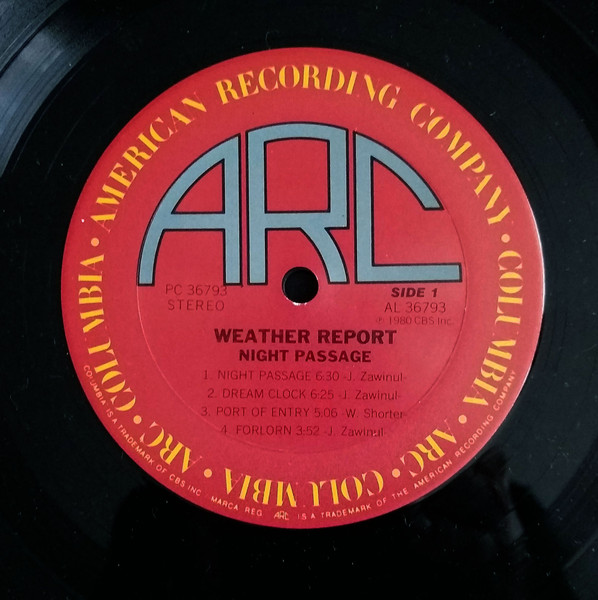 AMERICAN RECORDING COMPANY • COLUMBIA • ARC • COLUMBIA • ARC • COLUMBIA •
ARC
PC 36793
STEREO
SIDE 1
AL 36793
℗ 1980 CBS Inc.
WEATHER REPORT
NIGHT PASSAGE
1. NIGHT PASSAGE 6:30 -J. Zawinul-
2. DREAM CLOCK 6:25 -J. Zawinul-
3. PORT OF ENTRY 5:06 -W. Shorter-
4. FORLORN 3:52 -J. Zawinul-
COLUMBIA IS A TRADEMARK OF CBS INC. MARCA REG. ARC IS A TRADEMARK OF THE AMERICAN RECORDING COMPANY